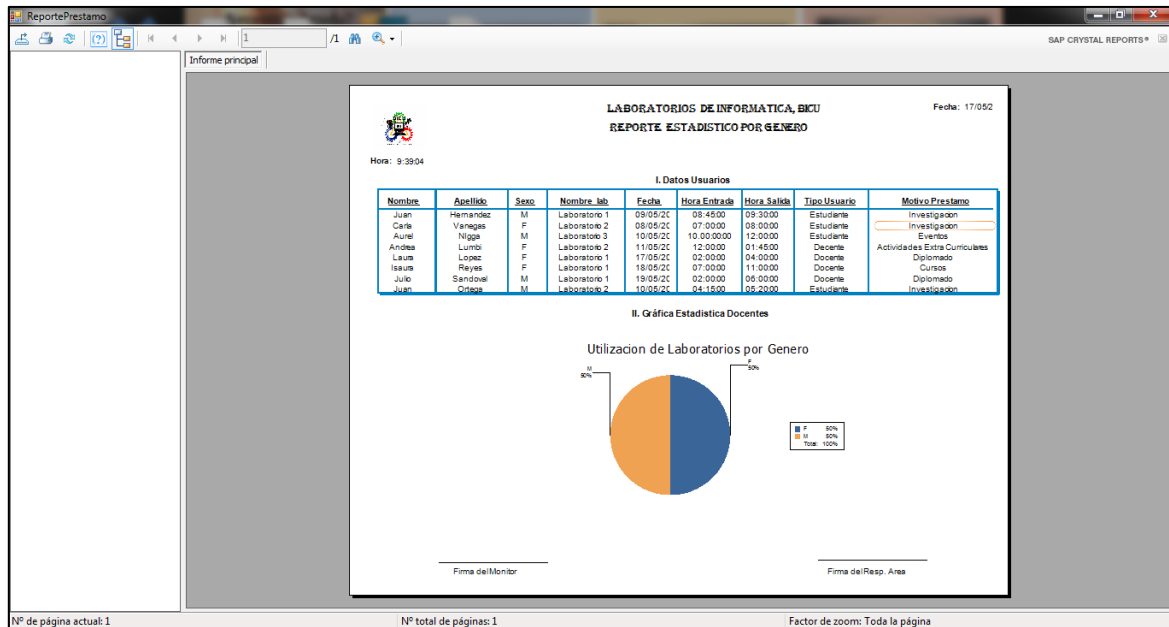 ReportePrestamo
1 /1 SAP CRYSTAL REPORTS®
Informe principal
LABORATORIOS DE INFORMATICA, BICU
Fecha: 17/05/2
REPORTE ESTADISTICO POR GENERO
Hora: 9:39:04
I. Datos Usuarios
Nombre Apellido Sexo Nombre_lab Fecha Hora Entrada Hora Salida Tipo Usuario Motivo Prestamo
Juan Hernandez M Laboratorio 1 09/05/20 08:45:00 09:30:00 Estudiante Investigacion
Carla Vanegas F Laboratorio 2 08/05/20 07:00:00 08:00:00 Estudiante Investigacion
Aurel NIgga M Laboratorio 3 10/05/20 10.00:00:00 12:00:00 Estudiante Eventos
Andrea Lumbi F Laboratorio 2 11/05/20 12:00:00 01:45:00 Decente Actividades Extra Curriculares
Laura Lopez F Laboratorio 1 17/05/20 02:00:00 04:00:00 Docente Diplomado
Isaura Reyes F Laboratorio 1 18/05/20 07:00:00 11:00:00 Docente Cursos
Julio Sandoval M Laboratorio 1 19/05/20 02:00:00 06:00:00 Docente Diplomado
Juan Ortega M Laboratorio 2 10/05/20 04:15:00 05:20:00 Estudiante Investigacion
II. Gráfica Estadistica Docentes
Utilizacion de Laboratorios por Genero
M
50%
F
50%
F 50%
M 50%
Total: 100%
Firma del Monitor
Firma del Resp. Area
Nº de página actual: 1 Nº total de páginas: 1 Factor de zoom: Toda la página